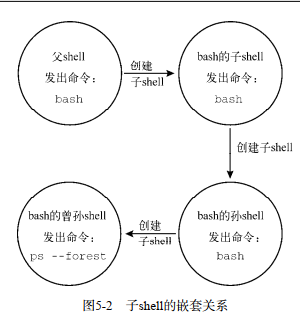 父shell
发出命令：
bash
创建
子shell
bash的子shell
发出命令：
bash
创建子shell
bash的孙shell
发出命令：
bash
创建
子shell
bash的曾孙shell
发出命令：
ps --forest
图5-2 子shell的嵌套关系